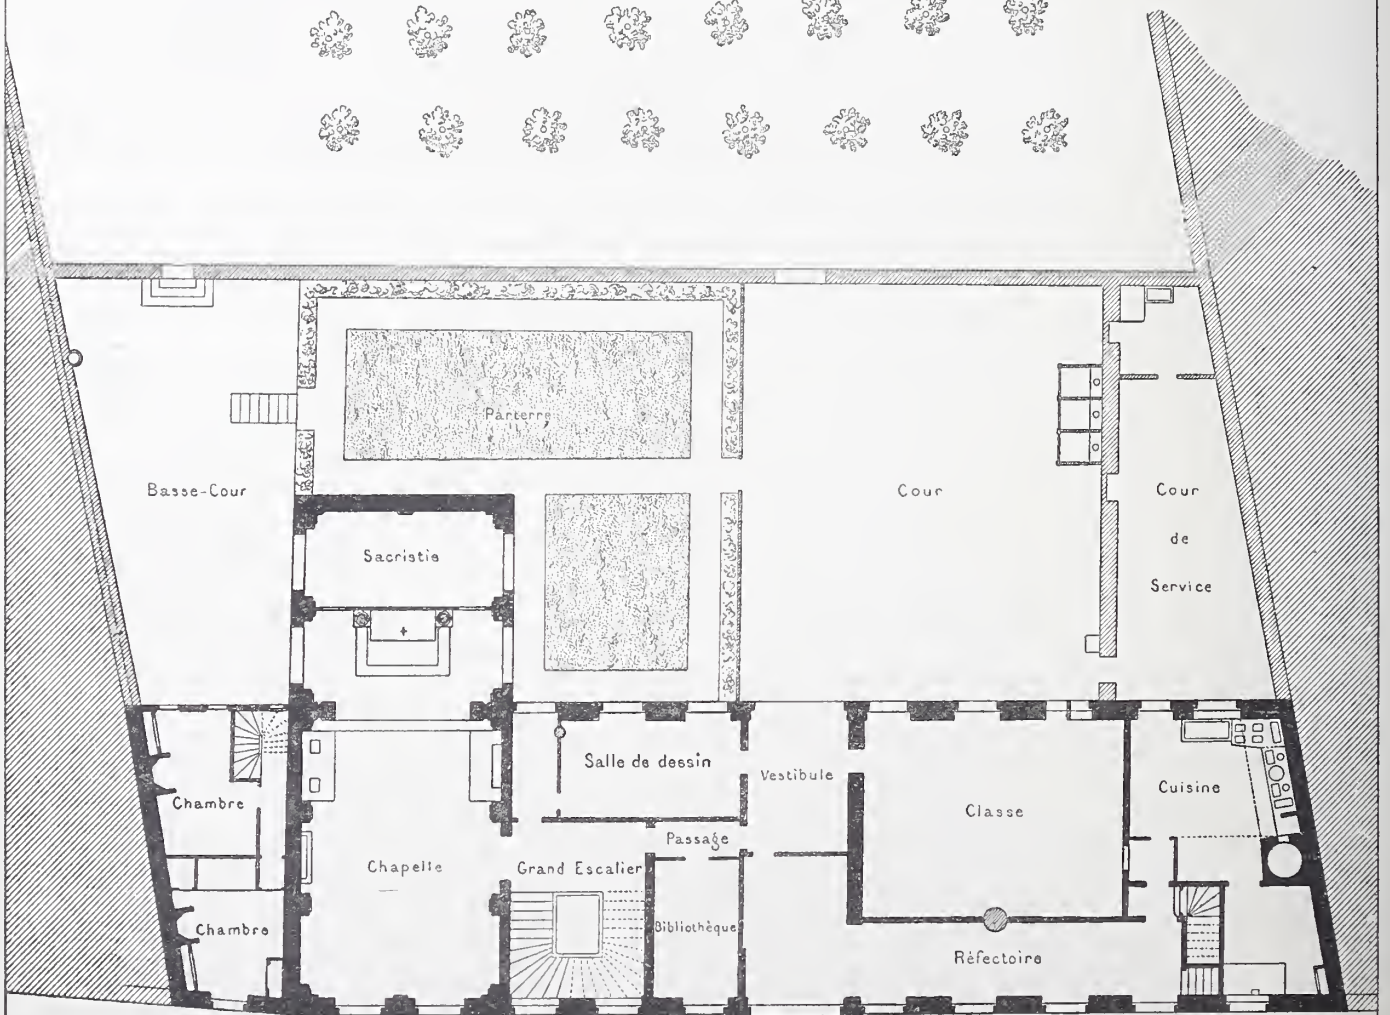 Parterre
Basse-Cour
Cour
Cour
de
Service
Sacristie
Salle de dessin
Vestibule
Cuisine
Chambre
Classe
Passage
Chapelle
Grand Escalier
Bibliothèque
Chambre
Réfectoire